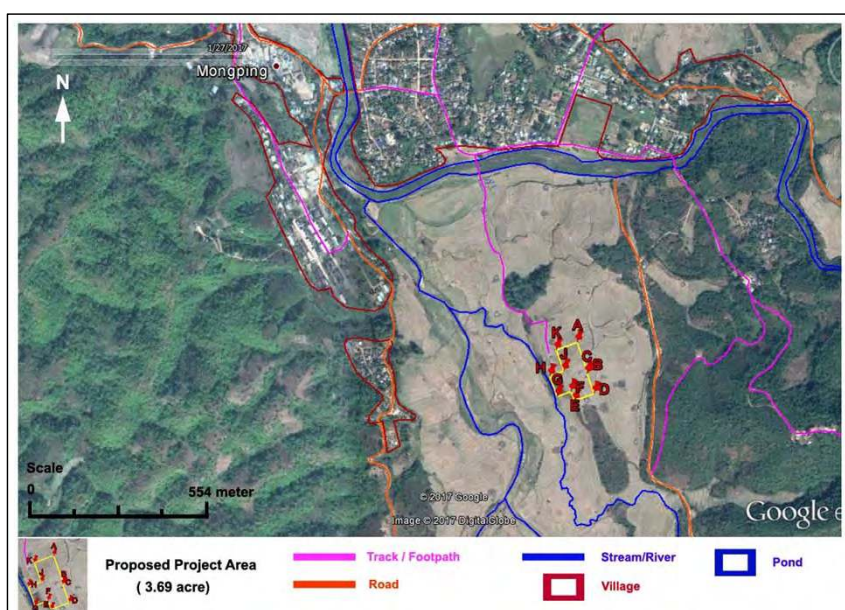 1/27/2017
Mongping
N
A
K
C
J
B
H
G
F
D
E
Scale
0
554 meter
© 2017 Google
Image © 2017 DigitalGlobe
Google e
Proposed Project Area
( 3.69 acre)
Track / Footpath
Road
Stream/River
Village
Pond